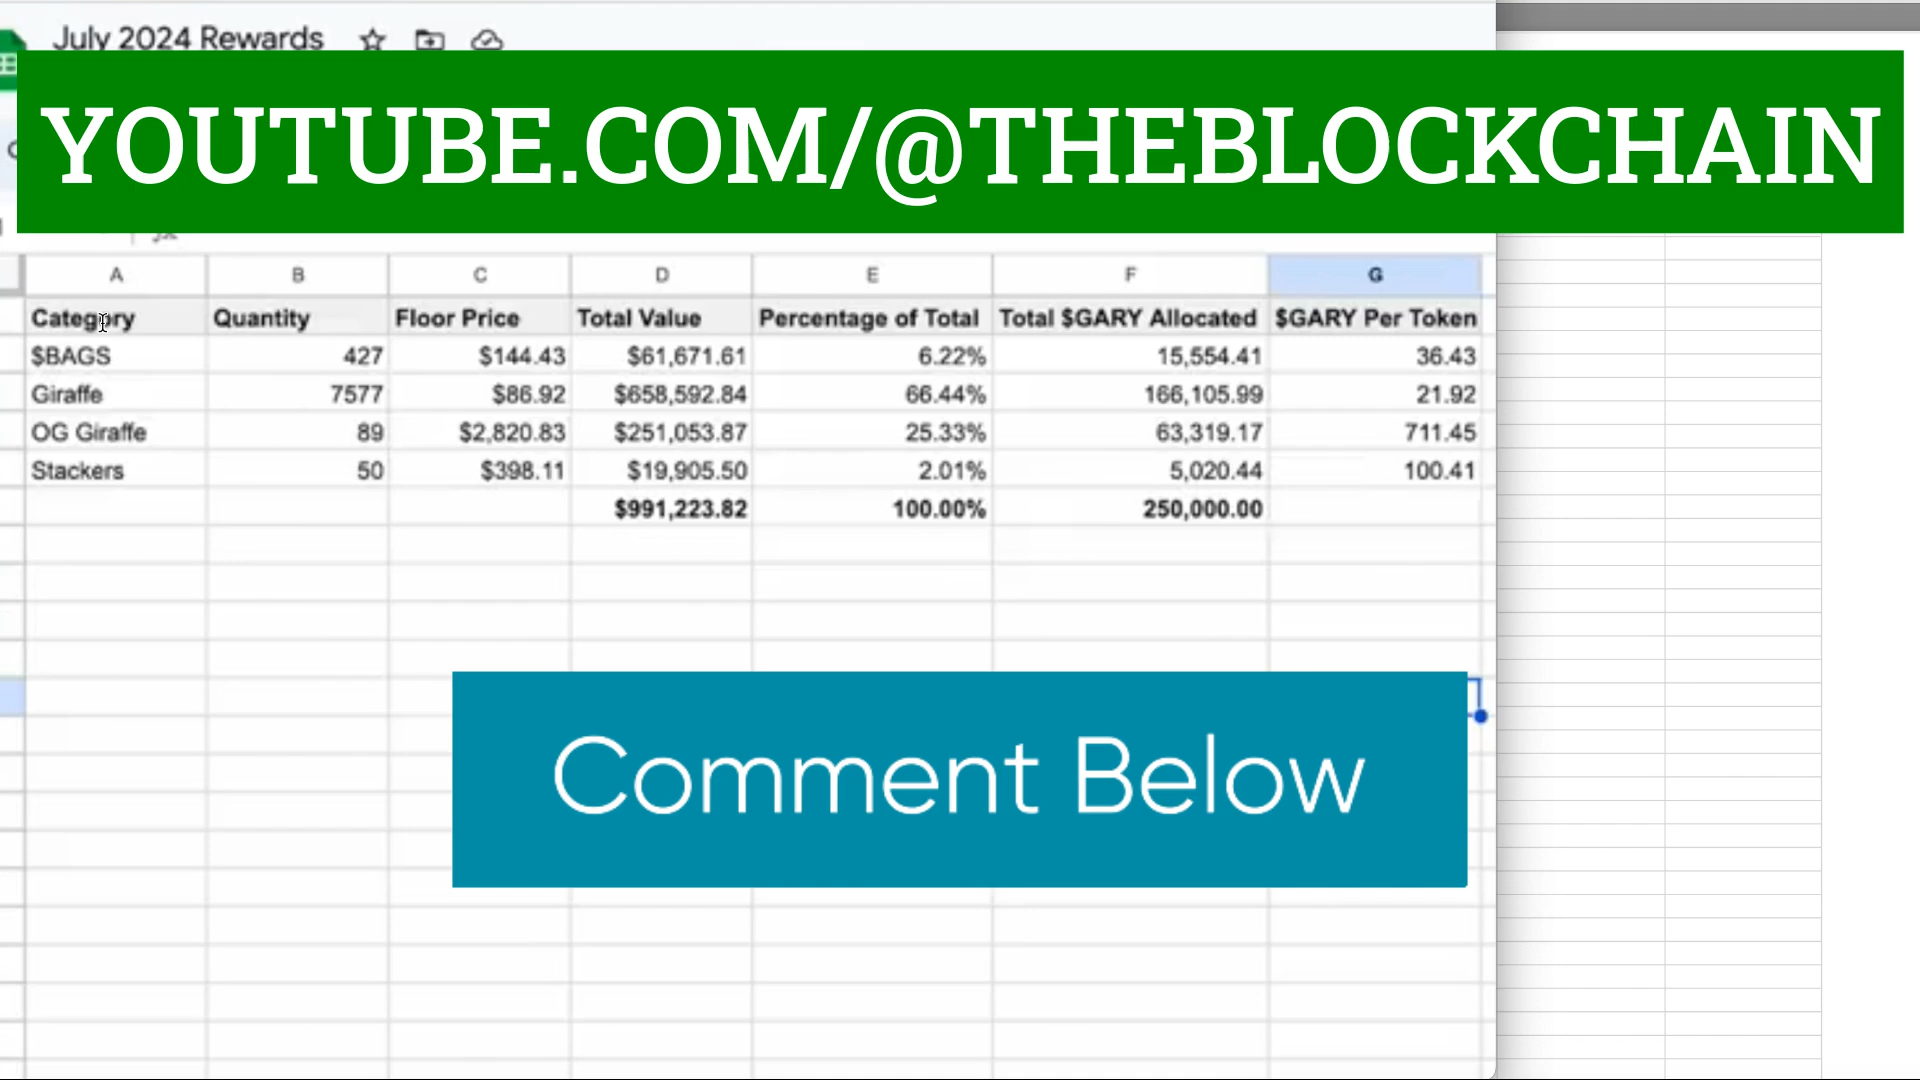 July 2024 Rewards
YOUTUBE.COM/@THEBLOCKCHAIN
A B C D E F G
Category Quantity Floor Price Total Value Percentage of Total Total $GARY Allocated $GARY Per Token
$BAGS 427 $144.43 $61,671.61 6.22% 15,554.41 36.43
Giraffe 7577 $86.92 $658,592.84 66.44% 166,105.99 21.92
OG Giraffe 89 $2,820.83 $251,053.87 25.33% 63,319.17 711.45
Stackers 50 $398.11 $19,905.50 2.01% 5,020.44 100.41
$991,223.82 100.00% 250,000.00
Comment Below